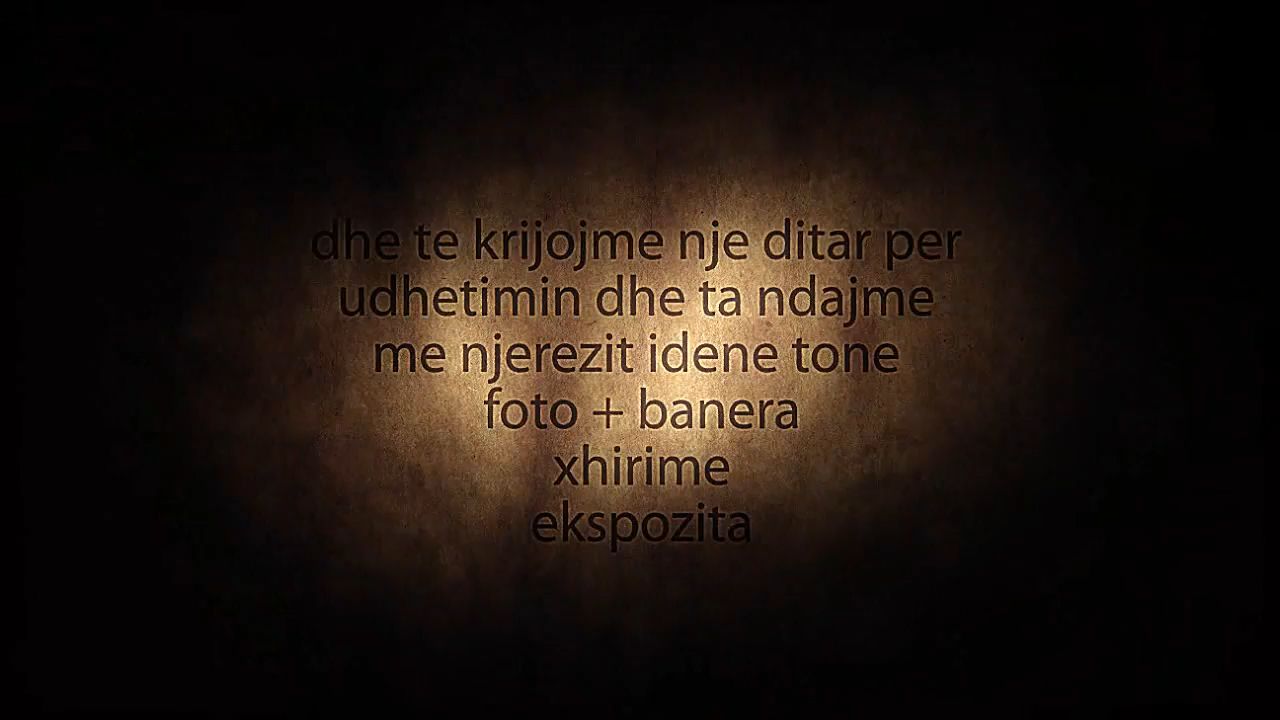 dhe te krijojme nje ditar per
udhetimin dhe ta ndajme
me njerezit idene tone
foto + banera
xhirime
ekspozita